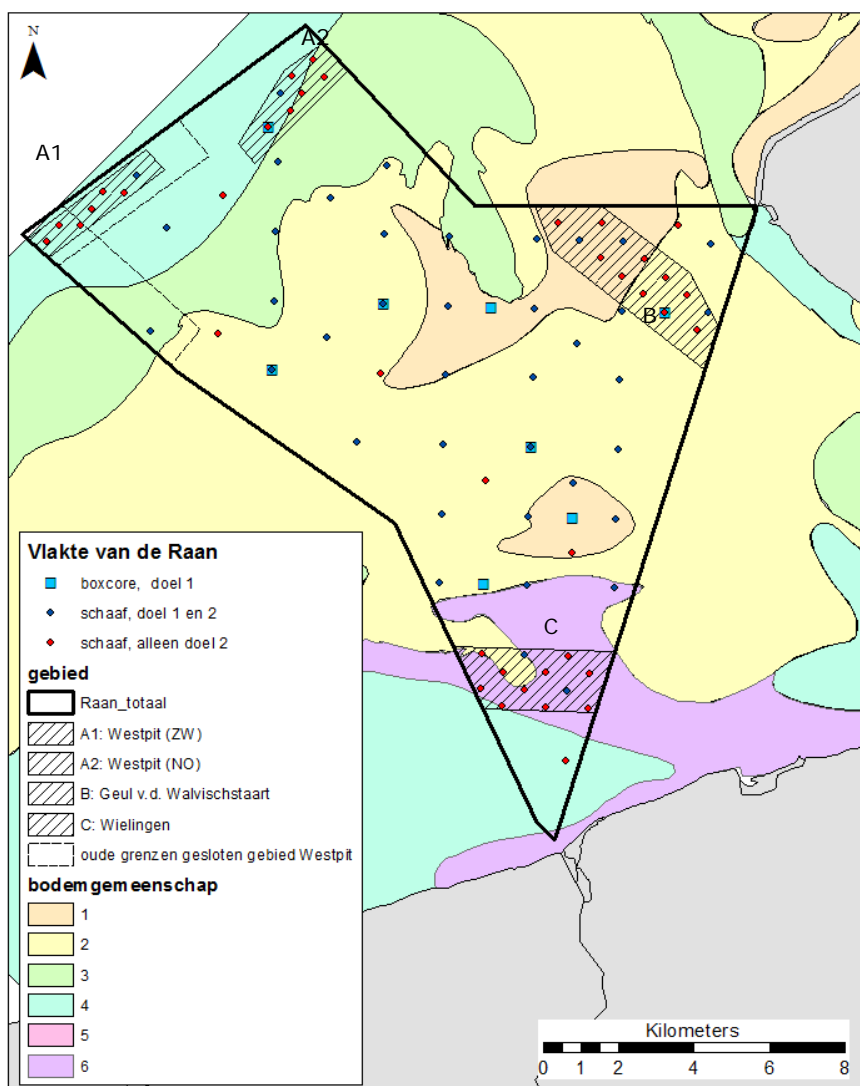 A2
N
A1
B
C
Vlakte van de Raan
boxcore, doel 1
schaaf, doel 1 en 2
schaaf, alleen doel 2
gebied
Raan_totaal
A1: Westpit (ZW)
A2: Westpit (NO)
B: Geul v.d. Walvischstaart
C: Wielingen
oude grenzen gesloten gebied Westpit
bodemgemeenschap
1
2
3
4
5
6
Kilometers
0 1 2 4 6 8